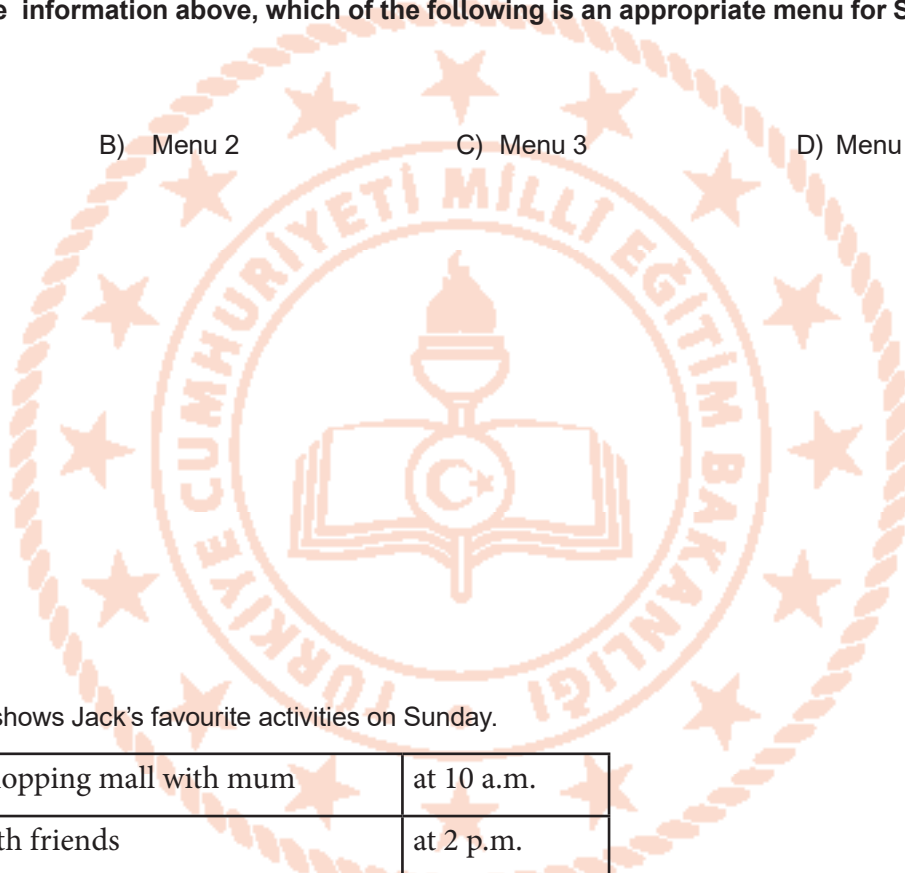 information above, which of the following is an appropriate menu for S
B) Menu 2 C) Menu 3 D) Menu
TÜRKİYE CUMHURİYETİ MİLLİ EĞİTİM BAKANLIĞI
shows Jack’s favourite activities on Sunday.
opping mall with mum at 10 a.m.
th friends at 2 p.m.